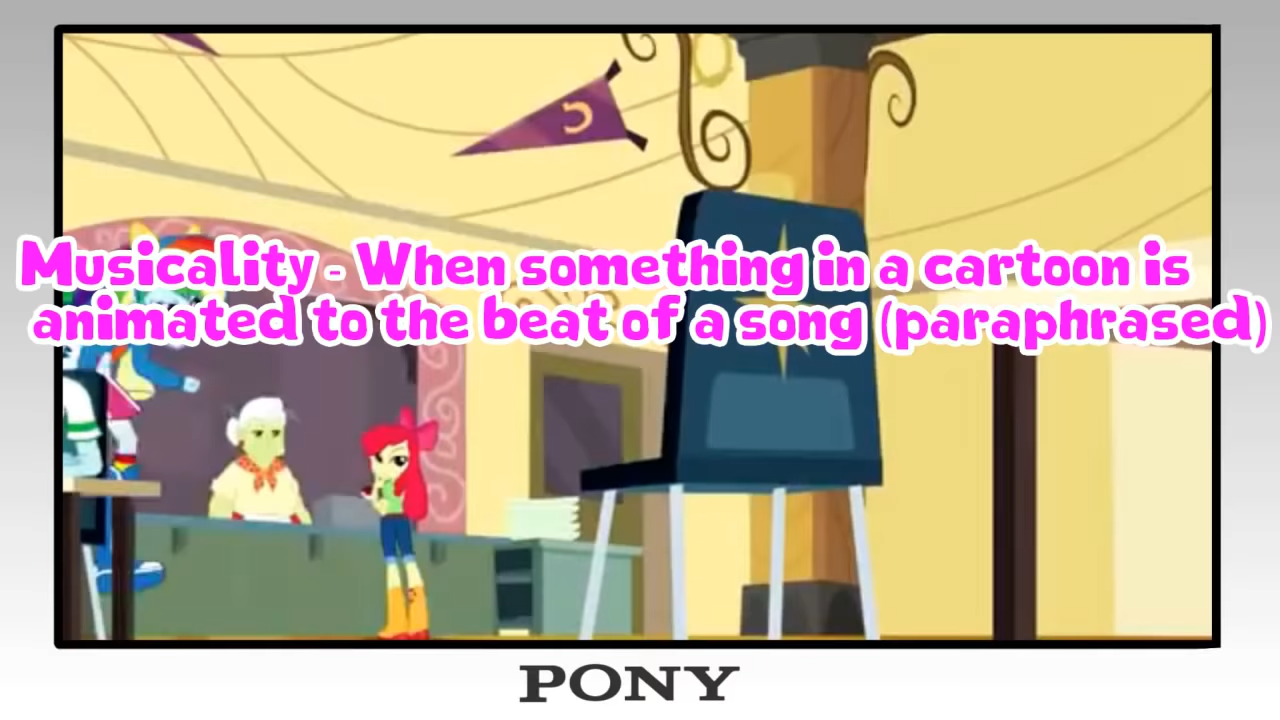 Musicality - When something in a cartoon is
animated to the beat of a song (paraphrased)
PONY